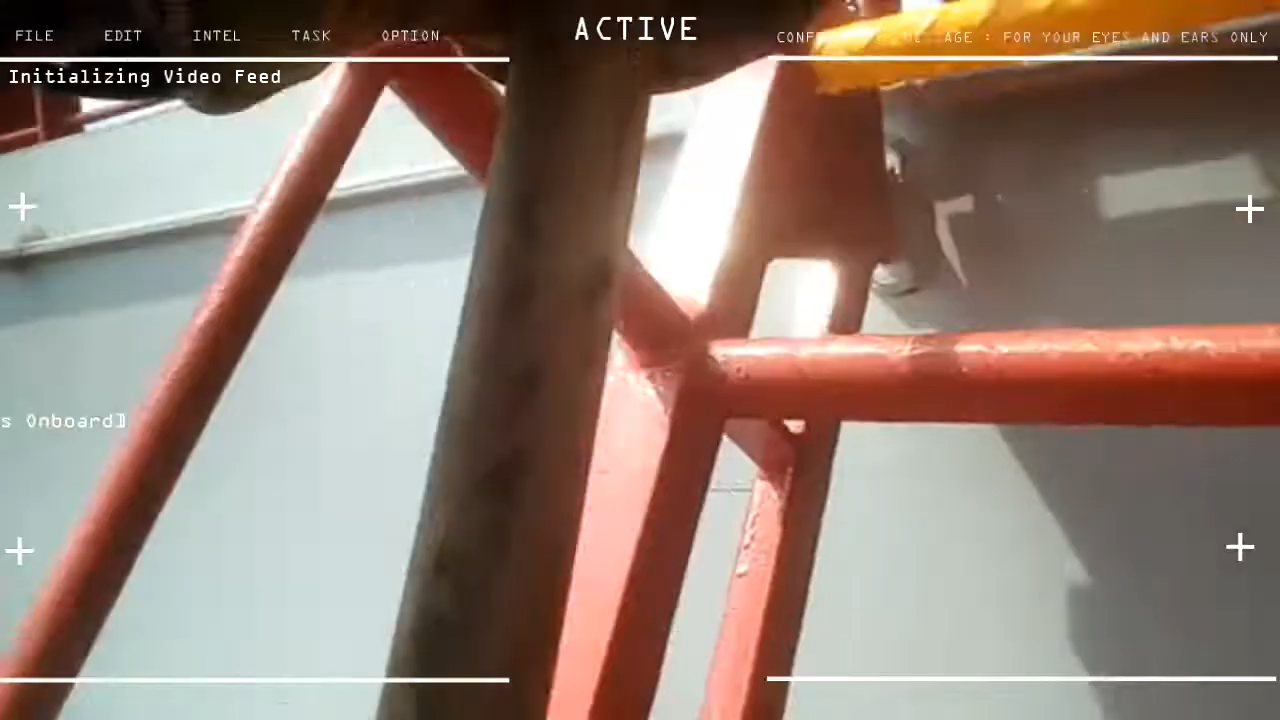 ACTIVE
FILE EDIT INTEL TASK OPTION
: FOR YOUR EYES AND EARS ONLY
Initializing Video Feed
s Onboard]